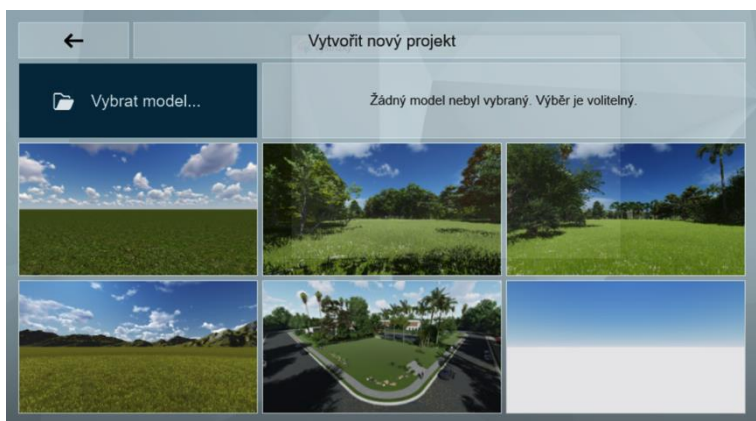 Vytvořit nový projekt
Vybrat model...
Žádný model nebyl vybraný. Výběr je volitelný.